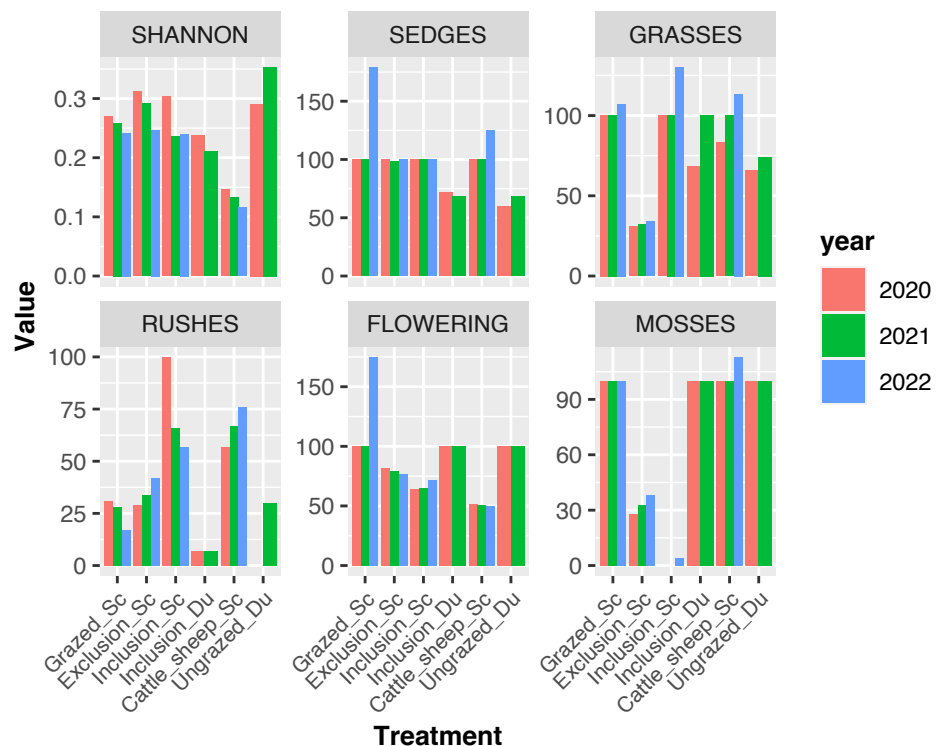 SHANNON SEDGES GRASSES
0.3
0.2
0.1
0.0
150
100
50
0
100
50
0
RUSHES FLOWERING MOSSES
100
75
50
25
0
150
100
50
0
90
60
30
0
Value
Grazed_Sc
Exclusion_Sc
Inclusion_Sc
Inclusion_Du
Cattle_sheep_Sc
Ungrazed_Du
Grazed_Sc
Exclusion_Sc
Inclusion_Sc
Inclusion_Du
Cattle_sheep_Sc
Ungrazed_Du
Grazed_Sc
Exclusion_Sc
Inclusion_Sc
Inclusion_Du
Cattle_sheep_Sc
Ungrazed_Du
Treatment
year
2020
2021
2022